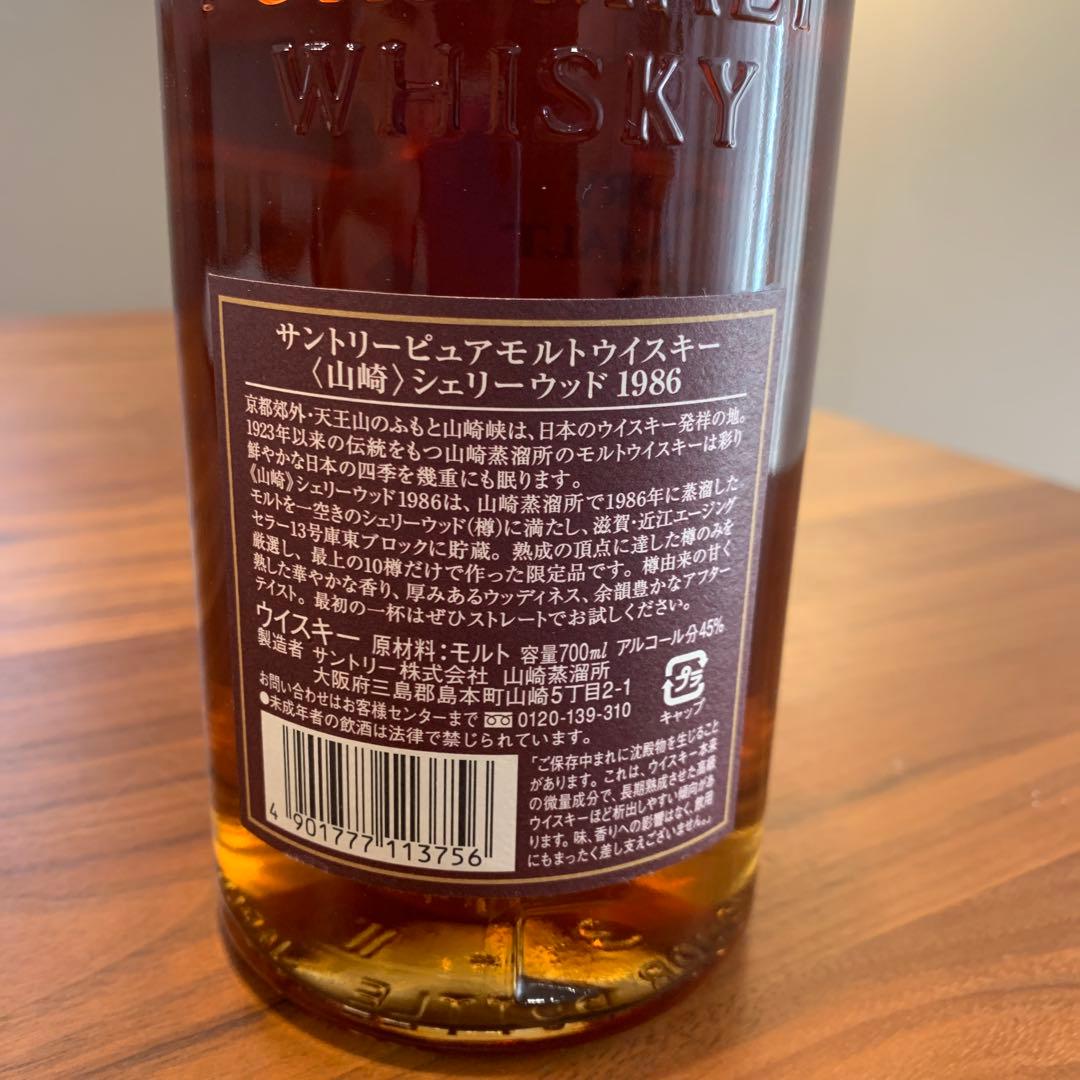 WHISKY
サントリーピュアモルトウイスキー
〈山崎〉シェリーウッド1986
京都郊外・天王山のふもと山崎峡は、日本のウイスキー発祥の地。
1923年以来の伝統をもつ山崎蒸溜所のモルトウイスキーは彩り
鮮やかな日本の四季を幾重にも眠ります。
《山崎》シェリーウッド1986は、山崎蒸溜所で1986年に蒸溜した
モルトを一空きのシェリーウッド(樽)に満たし、滋賀・近江エージング
セラー13号庫東ブロックに貯蔵。熟成の頂点に達した樽のみを
厳選し、最上の10樽だけで作った限定品です。樽由来の甘く
熟した華やかな香り、厚みあるウッディネス、余韻豊かなアフター
テイスト。最初の一杯はぜひストレートでお試しください。
ウイスキー 原材料:モルト 容量700ml アルコール分45%
製造者 サントリー株式会社 山崎蒸溜所
大阪府三島郡島本町山崎5丁目2-1
お問い合わせはお客様センターまで 0120-139-310
●未成年者の飲酒は法律で禁じられています。
プラ
キャップ
4 901777 113756
「ご保存中まれに沈殿物を生じること
があります。これは、ウイスキー本来
の微量成分で、長期熟成させた高級
ウイスキーほど析出しやすい傾向があ
ります。味、香りへの影響はなく、飲用
にもまったく差し支えございません。」